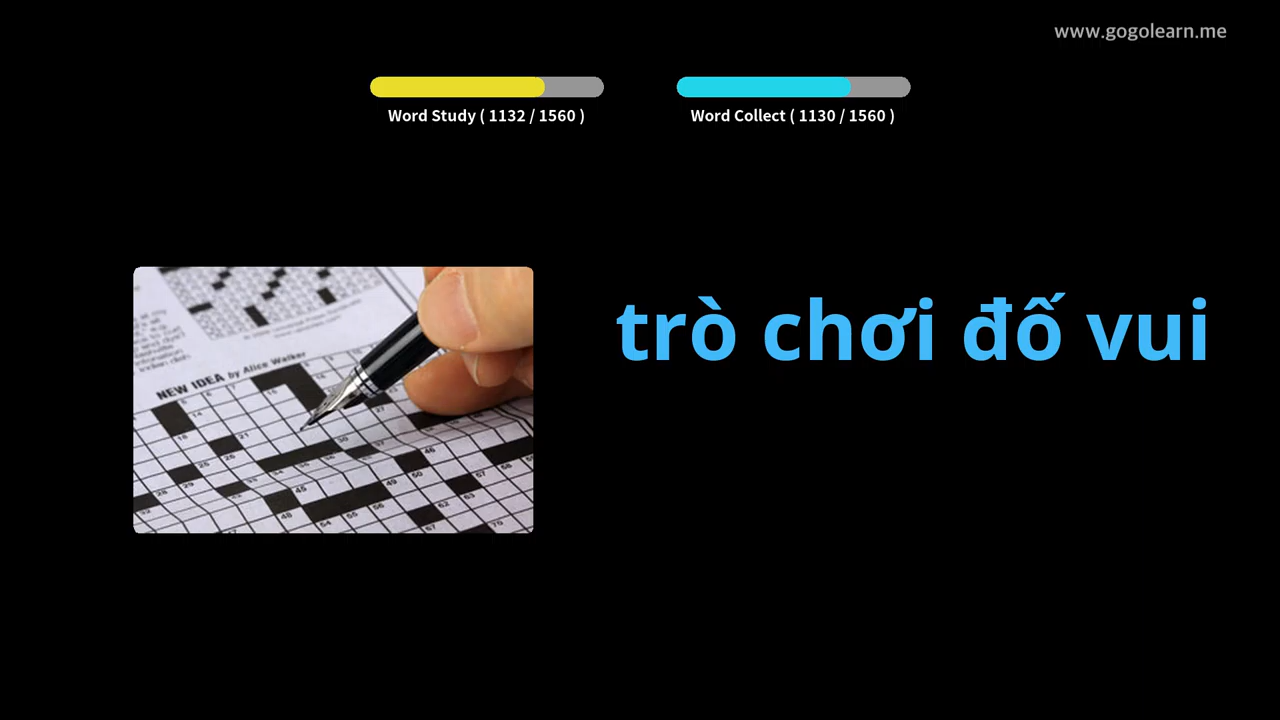 www.gogolearn.me
Word Study ( 1132 / 1560 )
Word Collect ( 1130 / 1560 )
trò chơi đố vui
NEW IDEA by Alice Walker